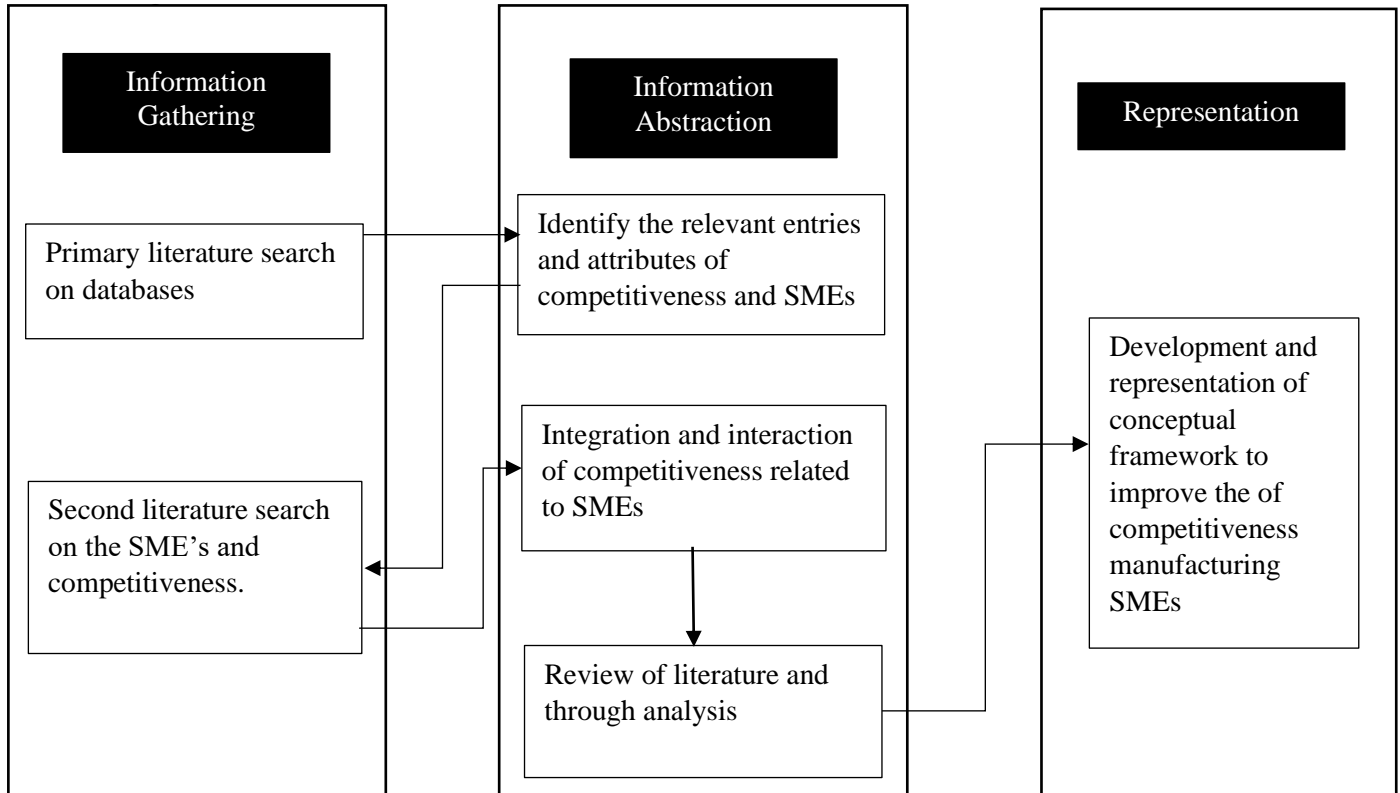 Information
Gathering
Primary literature search
on databases
Second literature search
on the SME’s and
competitiveness.
Information
Abstraction
Identify the relevant entries
and attributes of
competitiveness and SMEs
Integration and interaction
of competitiveness related
to SMEs
Review of literature and
through analysis
Representation
Development and
representation of
conceptual
framework to
improve the of
competitiveness
manufacturing
SMEs